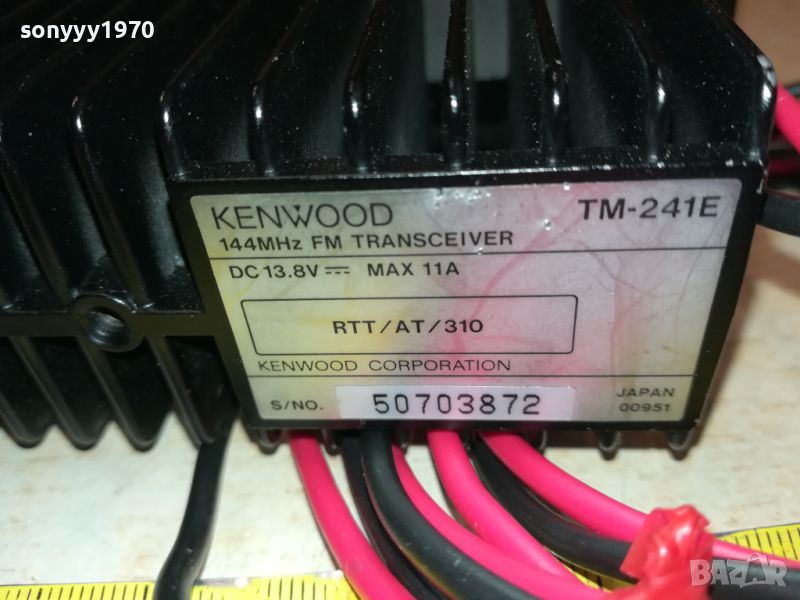 sonyyy1970
KENWOOD TM-241E
144MHz FM TRANSCEIVER
DC 13.8V MAX 11A
RTT/AT/310
KENWOOD CORPORATION
S/NO. 50703872 JAPAN
00951
BAZAR